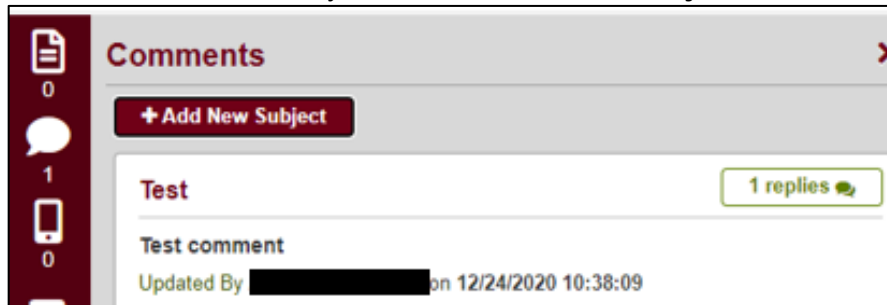 Comments
0
+ Add New Subject
1
Test
1 replies
0
Test comment
Updated By on 12/24/2020 10:38:09